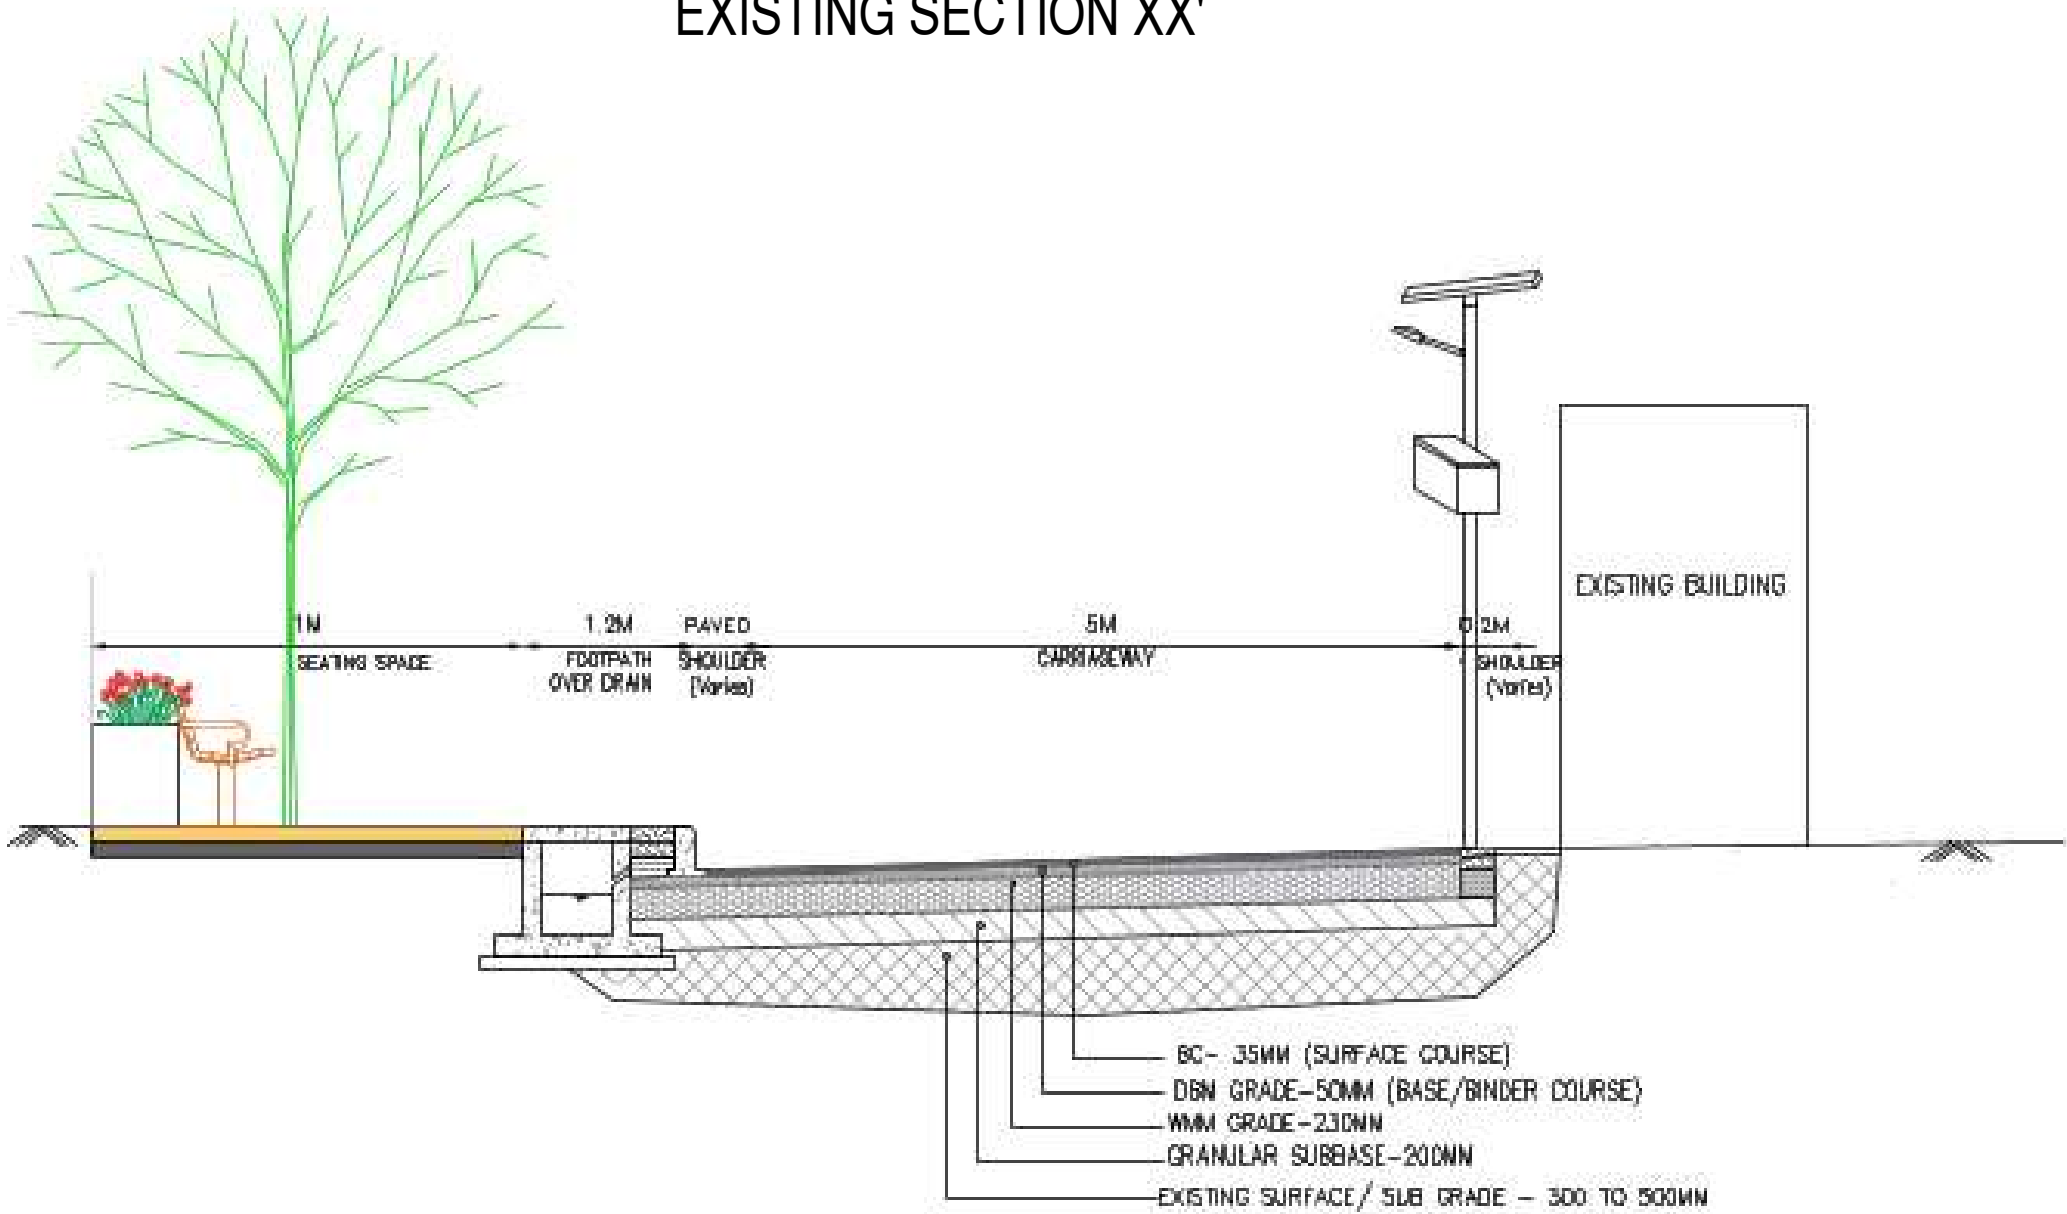 EXISTING SECTION XX'
EXISTING BUILDING
1M
1.2M
PAVED
5M
0.2M
SEATING SPACE
FOOTPATH
OVER DRAIN
SHOULDER
(Varies)
CARRIAGEWAY
SHOULDER
(Varies)
BC- 35MM (SURFACE COURSE)
DBM GRADE-50MM (BASE/BINDER COURSE)
WMM GRADE-230MM
GRANULAR SUBBASE-200MM
EXISTING SURFACE/ SUB GRADE - 300 TO 500MM